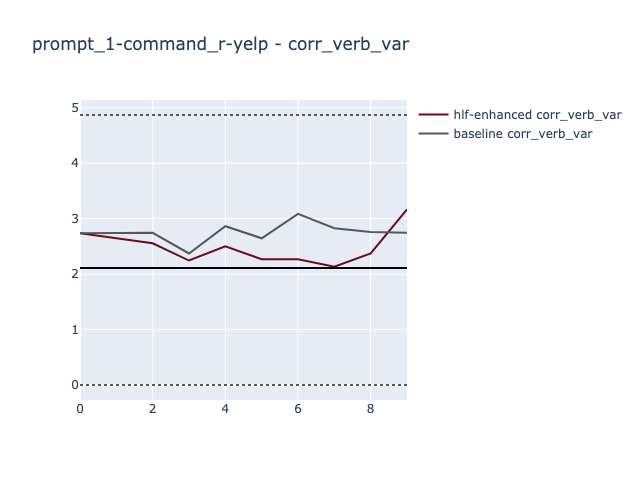 prompt_1-command_r-yelp - corr_verb_var
hlf-enhanced corr_verb_var
baseline corr_verb_var
5
4
3
2
1
0
0 2 4 6 8